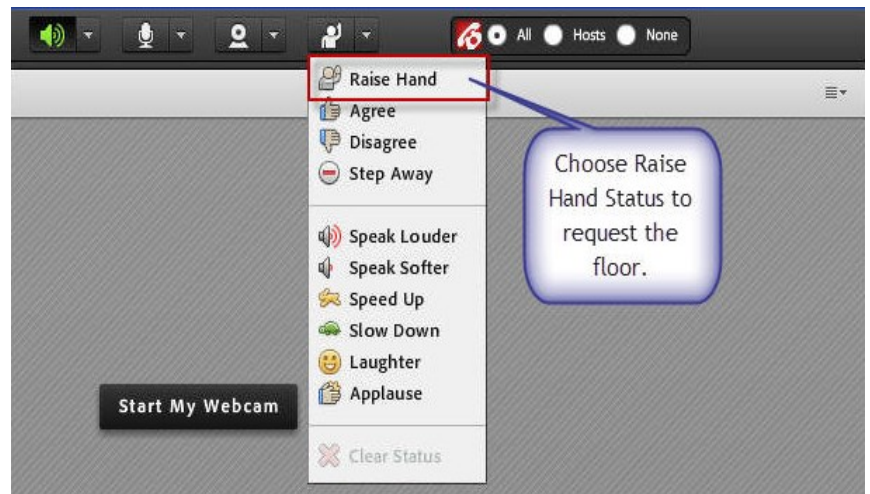 All Hosts None
Raise Hand
Agree
Disagree
Step Away
Speak Louder
Speak Softer
Speed Up
Slow Down
Laughter
Applause
Clear Status
Choose Raise
Hand Status to
request the
floor.
Start My Webcam